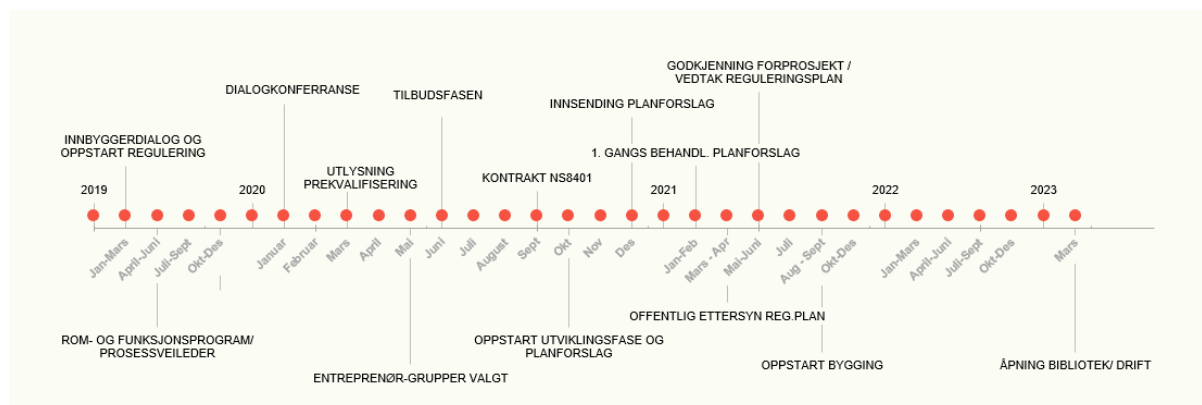 GODKJENNING FORPROSJEKT /
VEDTAK REGULERINGSPLAN
DIALOGKONFERRANSE
TILBUDSFASEN
INNSENDING PLANFORSLAG
INNBYGGERDIALOG OG
OPPSTART REGULERING
1. GANGS BEHANDL. PLANFORSLAG
UTLYSNING
PREKVALIFISERING
KONTRAKT NS8401
2019
2020
2021
2022
2023
Jan-Mars
April-Juni
Juli-Sept
Okt-Des
Januar
Februar
Mars
April
Mai
Juni
Juli
August
Sept
Okt
Nov
Des
Jan-Feb
Mars - Apr
Mai-Juni
Juli
Aug - Sept
Okt-Des
Jan-Mars
April-Juni
Juli-Sept
Okt-Des
Mars
OFFENTLIG ETTERSYN REG.PLAN
ROM- OG FUNKSJONSPROGRAM/
PROSESSVEILEDER
OPPSTART UTVIKLINGSFASE OG
PLANFORSLAG
OPPSTART BYGGING
ÅPNING BIBLIOTEK/ DRIFT
ENTREPRENØR-GRUPPER VALGT